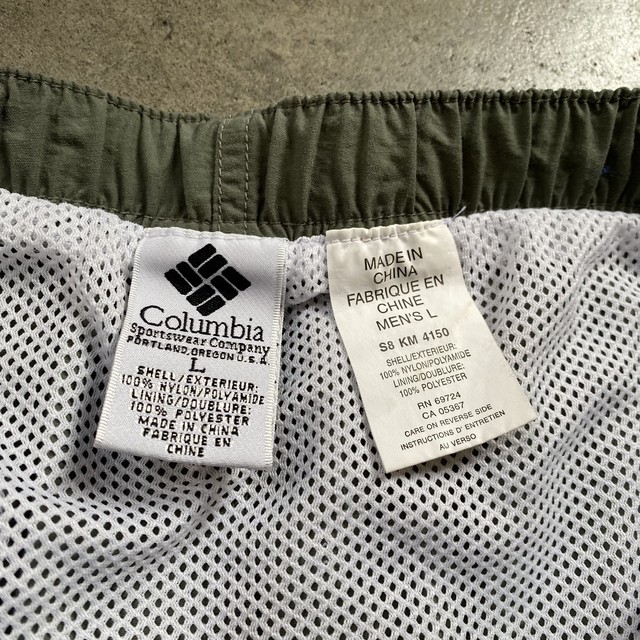 Columbia
Sportswear Company
PORTLAND, OREGON U.S.A.
L
SHELL/EXTERIEUR:
100% NYLON/POLYAMIDE
LINING/DOUBLURE:
100% POLYESTER
MADE IN CHINA
FABRIQUE EN
CHINE
MADE IN
CHINA
FABRIQUE EN
CHINE
MEN'S L
S8 KM 4150
SHELL/EXTERIEUR:
100% NYLON/POLYAMIDE
LINING/DOUBLURE:
100% POLYESTER
RN 69724
CA 05367
CARE ON REVERSE SIDE
INSTRUCTIONS D'ENTRETIEN
AU VERSO